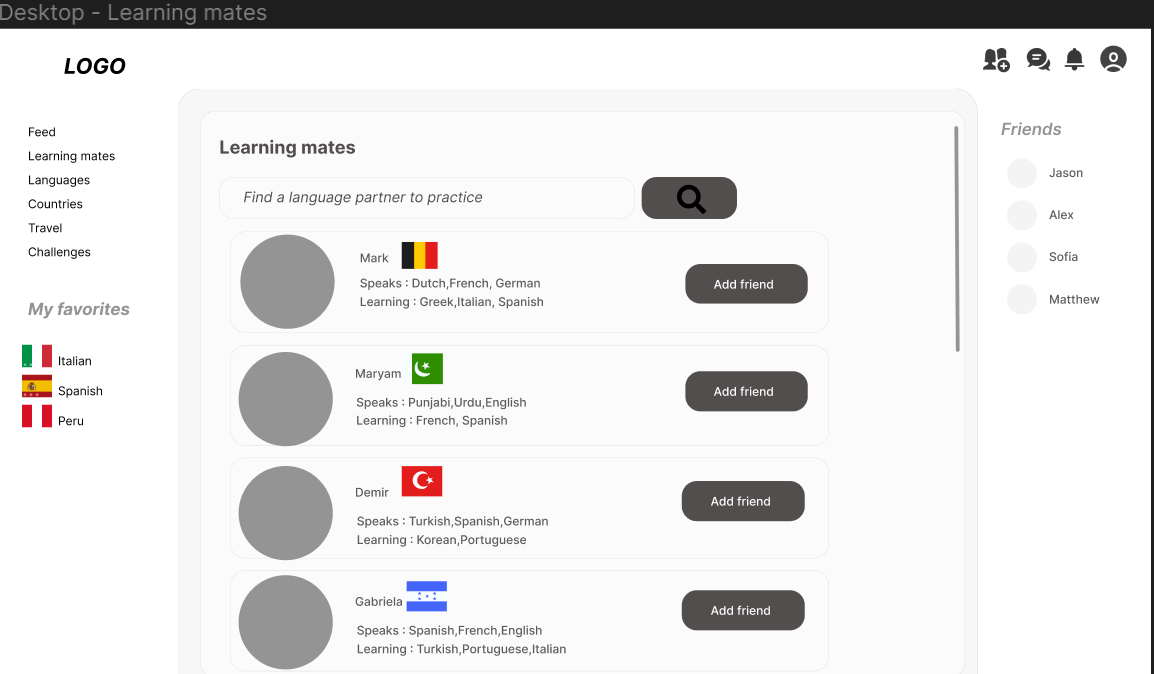 Desktop - Learning mates
LOGO
Feed
Learning mates
Languages
Countries
Travel
Challenges
My favorites
Italian
Spanish
Peru
Learning mates
Find a language partner to practice
Mark
Speaks : Dutch,French, German
Learning : Greek,Italian, Spanish
Add friend
Maryam
Speaks : Punjabi,Urdu,English
Learning : French, Spanish
Add friend
Demir
Speaks : Turkish,Spanish,German
Learning : Korean,Portuguese
Add friend
Gabriela
Speaks : Spanish,French,English
Learning : Turkish,Portuguese,Italian
Add friend
Friends
Jason
Alex
Sofia
Matthew